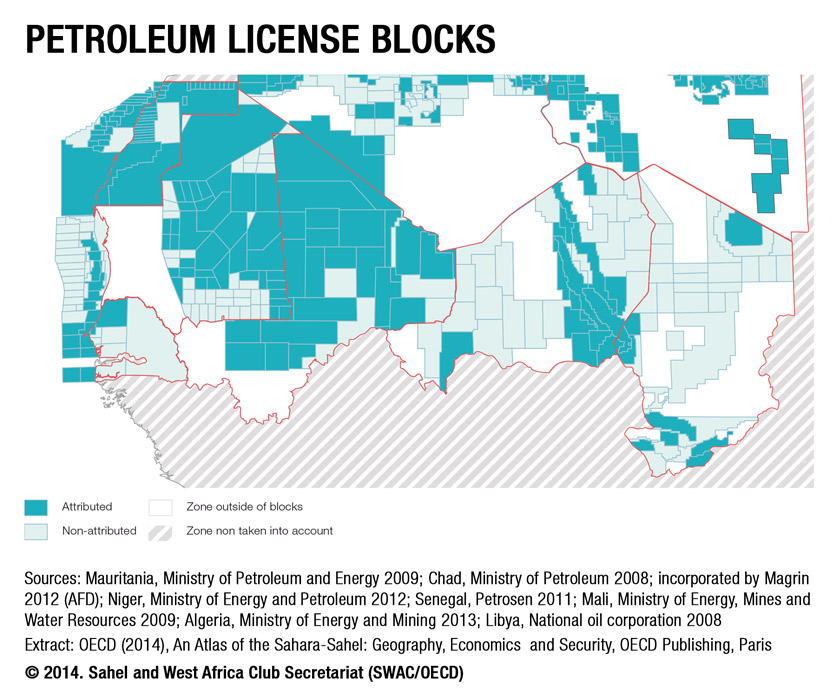 PETROLEUM LICENSE BLOCKS
Attributed
Zone outside of blocks
Non-attributed
Zone non taken into account
Sources: Mauritania, Ministry of Petroleum and Energy 2009; Chad, Ministry of Petroleum 2008; incorporated by Magrin
2012 (AFD); Niger, Ministry of Energy and Petroleum 2012; Senegal, Petrosen 2011; Mali, Ministry of Energy, Mines and
Water Resources 2009; Algeria, Ministry of Energy and Mining 2013; Libya, National oil corporation 2008
Extract: OECD (2014), An Atlas of the Sahara-Sahel: Geography, Economics and Security, OECD Publishing, Paris
© 2014. Sahel and West Africa Club Secretariat (SWAC/OECD)